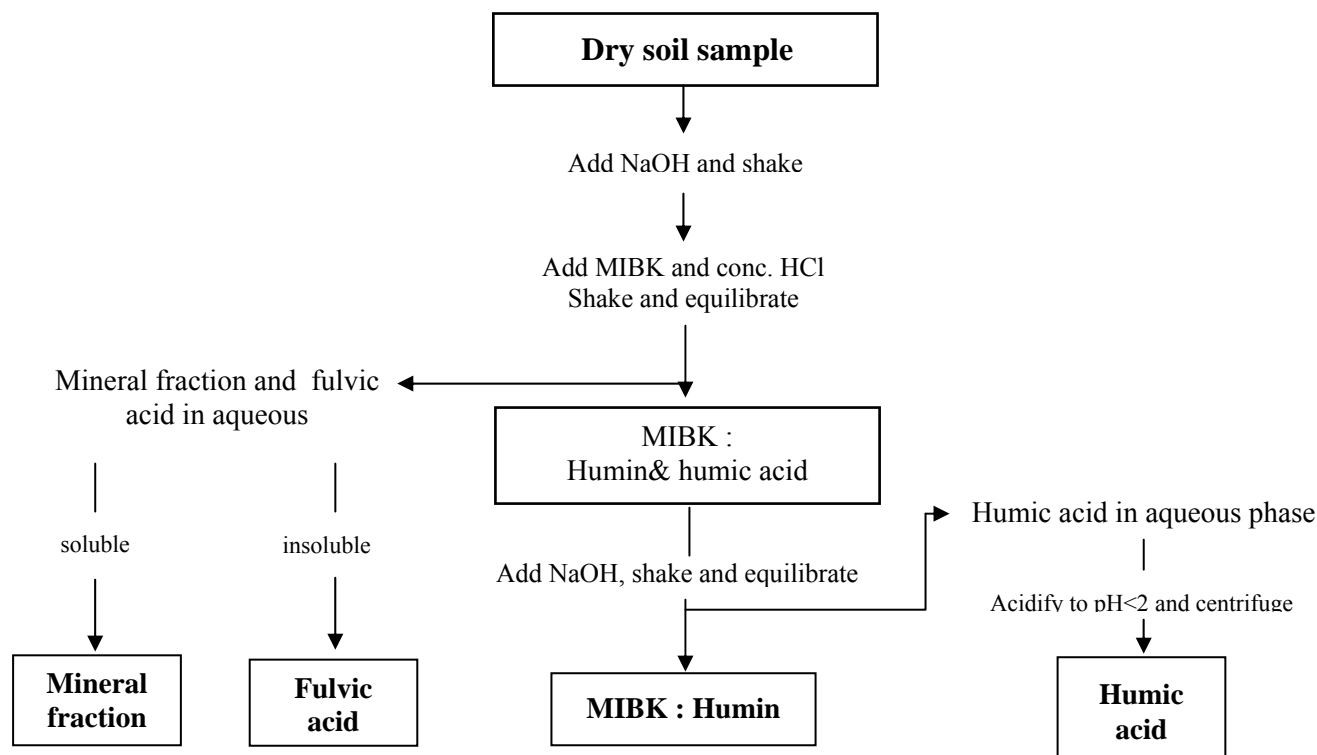 Dry soil sample
Add NaOH and shake
Add MIBK and conc. HCl
Shake and equilibrate
Mineral fraction and fulvic
acid in aqueous
MIBK :
Humin& humic acid
Humic acid in aqueous phase
soluble
insoluble
Add NaOH, shake and equilibrate
Acidify to pH<2 and centrifuge
Mineral
fraction
Fulvic
acid
MIBK : Humin
Humic
acid